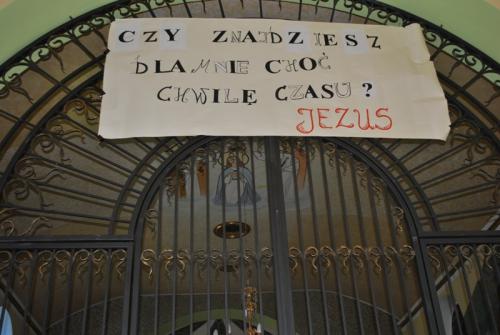 CZY ZNAJDZIESZ
DLA MNIE CHOĆ
CHWILĘ CZASU?
JEZUS